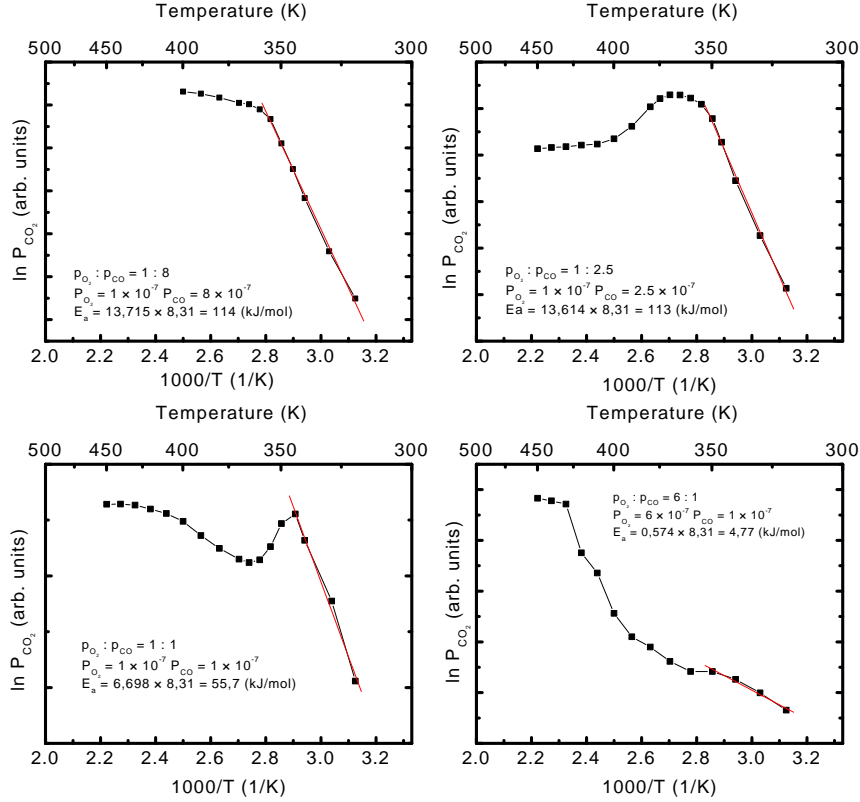 Temperature (K)
500 450 400 350 300
ln P_CO₂ (arb. units)
p_O₂ : p_CO = 1 : 8
P_O₂ = 1 × 10⁻⁷ P_CO = 8 × 10⁻⁷
E_a = 13,715 × 8,31 = 114 (kJ/mol)
2.0 2.2 2.4 2.6 2.8 3.0 3.2
1000/T (1/K)
Temperature (K)
500 450 400 350 300
ln P_CO₂ (arb. units)
p_O₂ : p_CO = 1 : 2.5
P_O₂ = 1 × 10⁻⁷ P_CO = 2.5 × 10⁻⁷
Ea = 13,614 × 8,31 = 113 (kJ/mol)
2.0 2.2 2.4 2.6 2.8 3.0 3.2
1000/T (1/K)
Temperature (K)
500 450 400 350 300
ln P_CO₂ (arb. units)
p_O₂ : p_CO = 1 : 1
P_O₂ = 1 × 10⁻⁷ P_CO = 1 × 10⁻⁷
E_a = 6,698 × 8,31 = 55,7 (kJ/mol)
2.0 2.2 2.4 2.6 2.8 3.0 3.2
1000/T (1/K)
Temperature (K)
500 450 400 350 300
ln P_CO₂ (arb. units)
p_O₂ : p_CO = 6 : 1
P_O₂ = 6 × 10⁻⁷ P_CO = 1 × 10⁻⁷
E_a = 0,574 × 8,31 = 4,77 (kJ/mol)
2.0 2.2 2.4 2.6 2.8 3.0 3.2
1000/T (1/K)